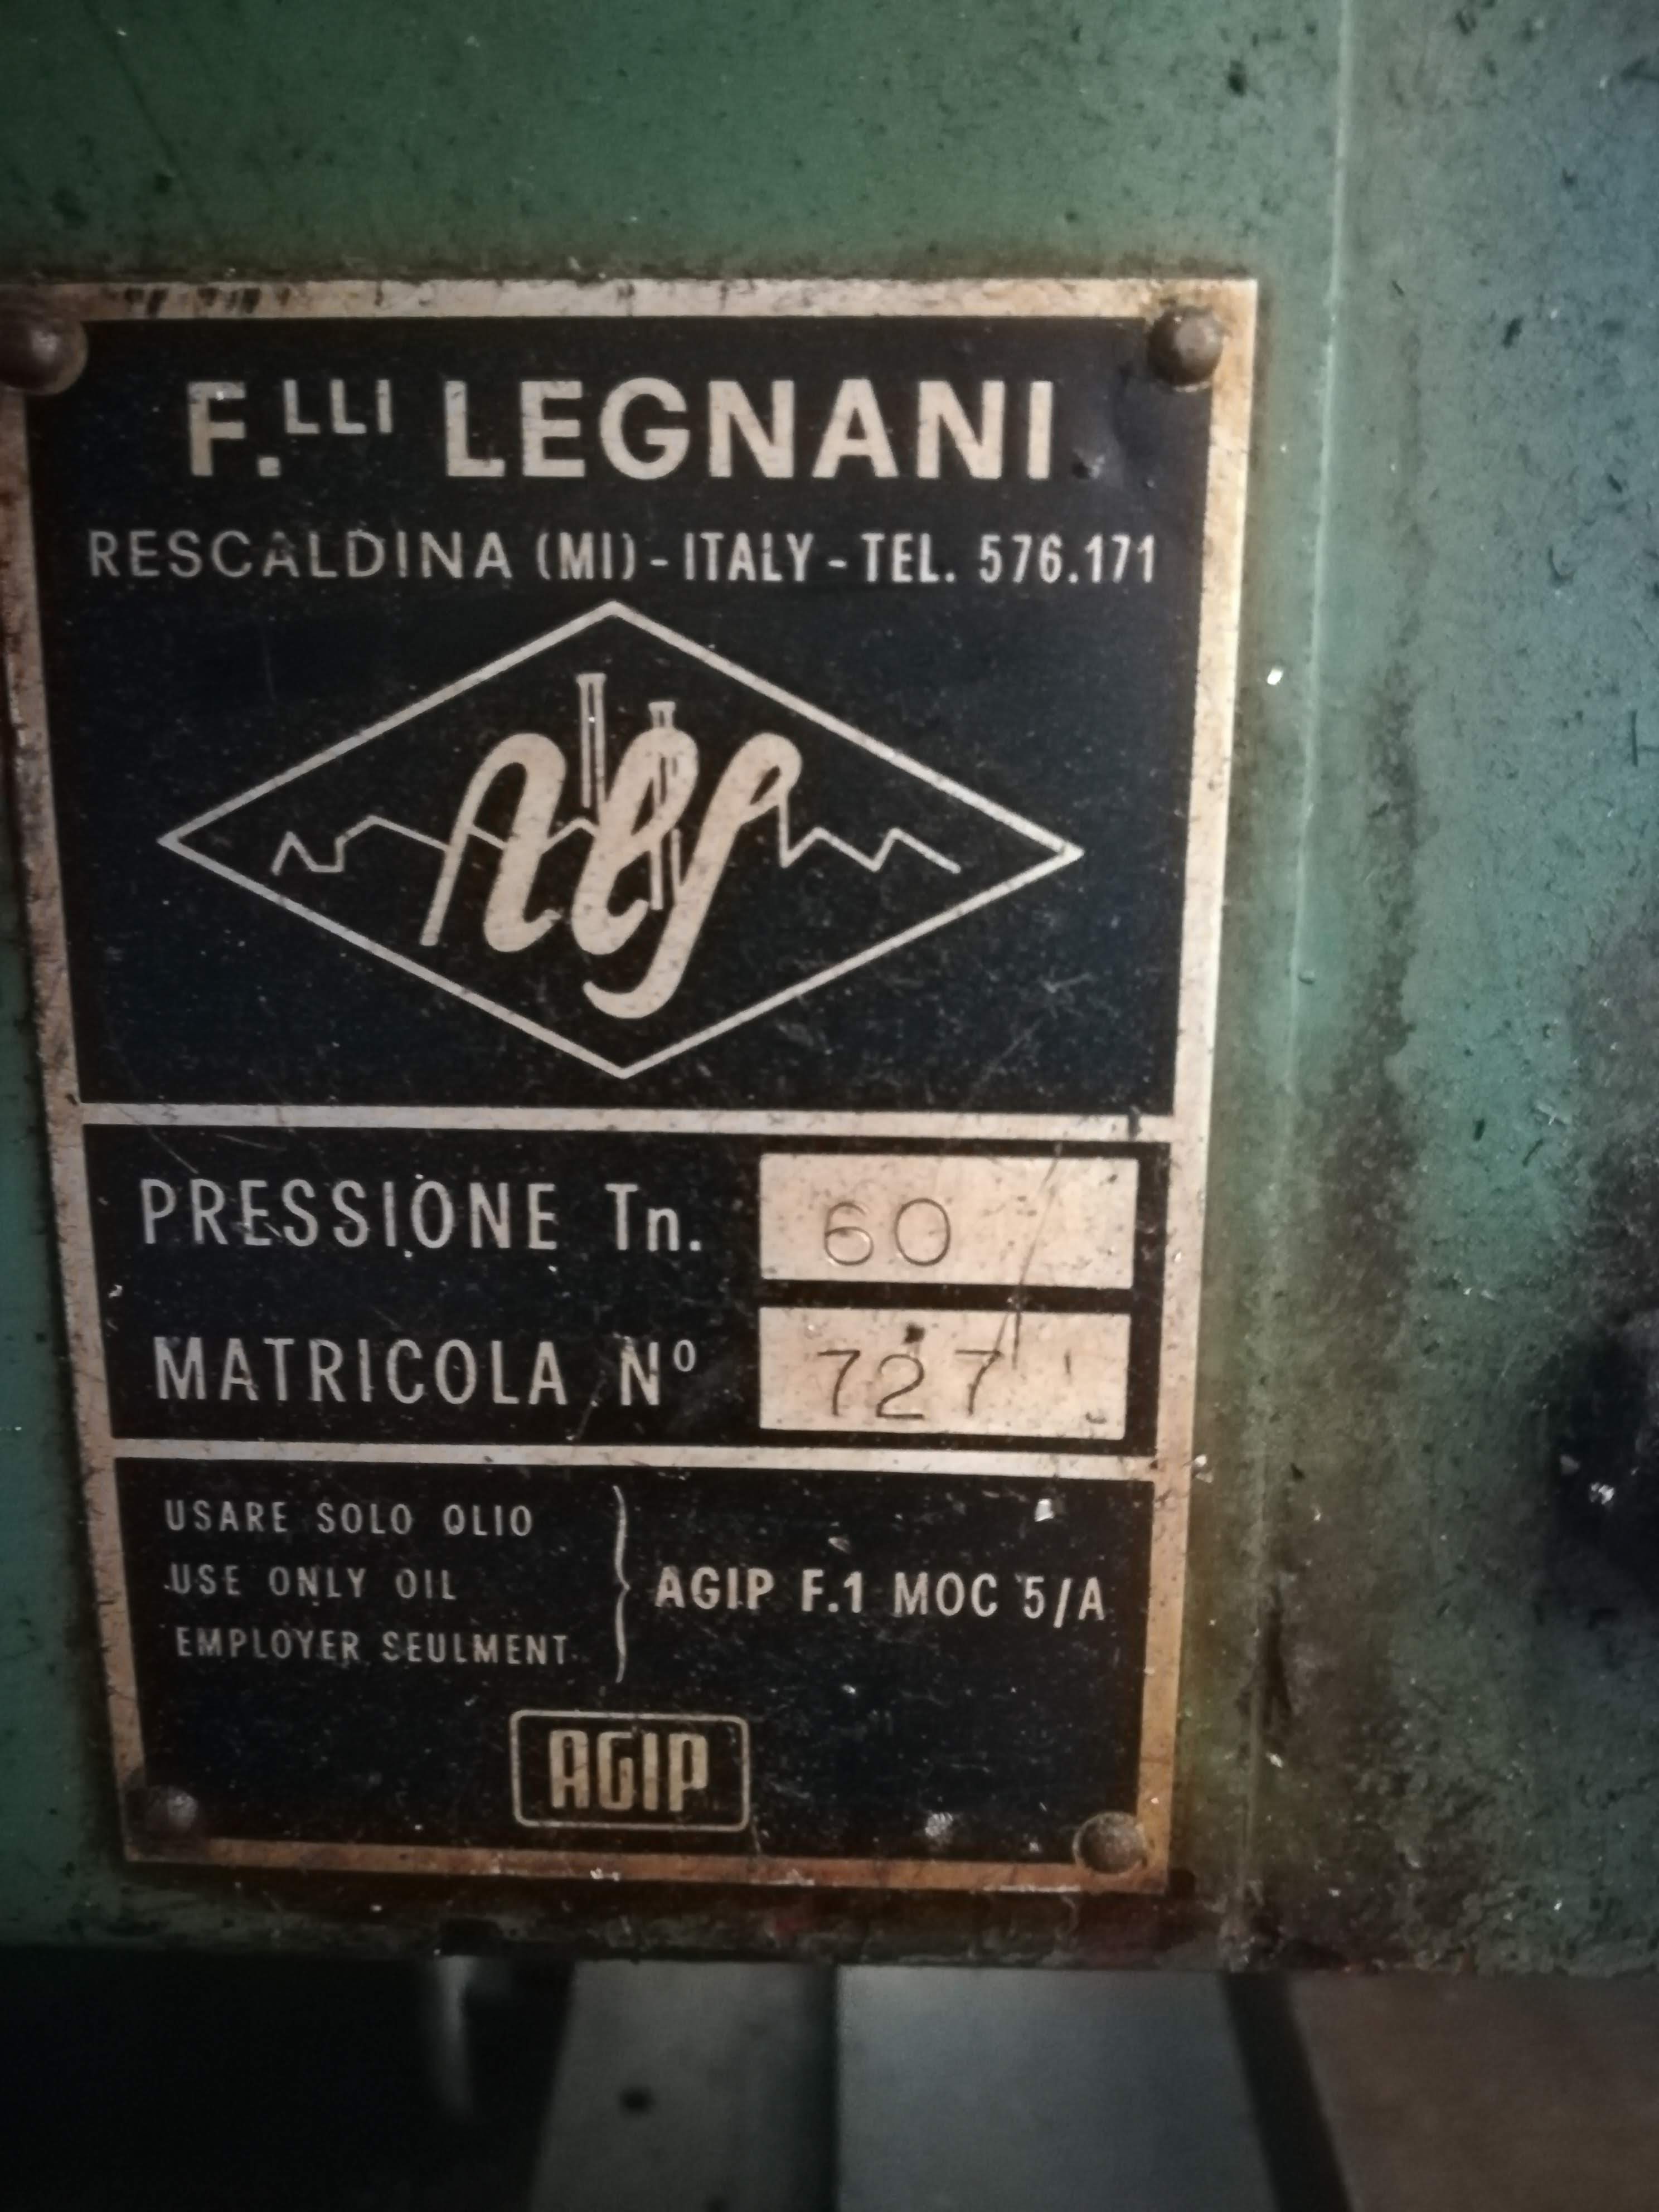 F.LLI LEGNANI
RESCALDINA (MI) - ITALY - TEL. 576.171
PRESSIONE Tn. 60
MATRICOLA Nº 727
USARE SOLO OLIO
USE ONLY OIL
EMPLOYER SEULMENT
AGIP F.1 MOC 5/A
AGIP